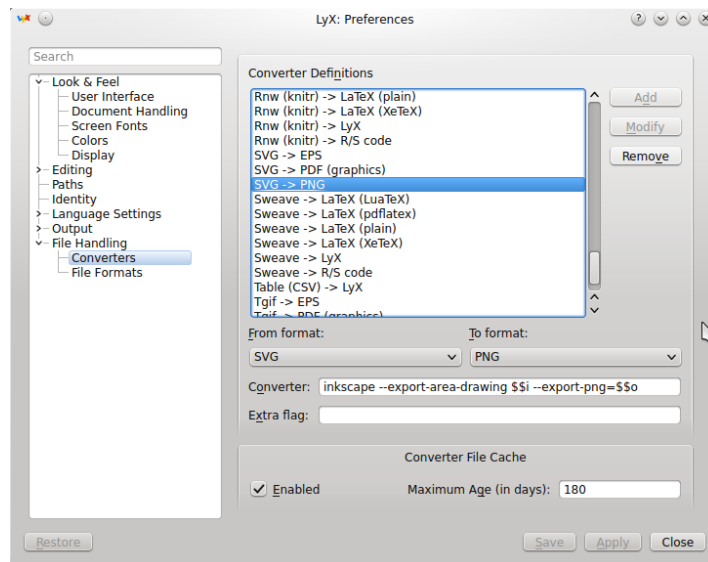 LyX: Preferences
Search
Look & Feel
User Interface
Document Handling
Screen Fonts
Colors
Display
Editing
Paths
Identity
Language Settings
Output
File Handling
Converters
File Formats
Converter Definitions
Rnw (knitr) -> LaTeX (plain)
Rnw (knitr) -> LaTeX (XeTeX)
Rnw (knitr) -> LyX
Rnw (knitr) -> R/S code
SVG -> EPS
SVG -> PDF (graphics)
SVG -> PNG
Sweave -> LaTeX (LuaTeX)
Sweave -> LaTeX (pdflatex)
Sweave -> LaTeX (plain)
Sweave -> LaTeX (XeTeX)
Sweave -> LyX
Sweave -> R/S code
Table (CSV) -> LyX
Tgif -> EPS
Tgif -> PDF (graphics)
Add
Modify
Remove
From format: To format:
SVG PNG
Converter: inkscape --export-area-drawing $$i --export-png=$$o
Extra flag:
Converter File Cache
Enabled Maximum Age (in days): 180
Restore Save Apply Close